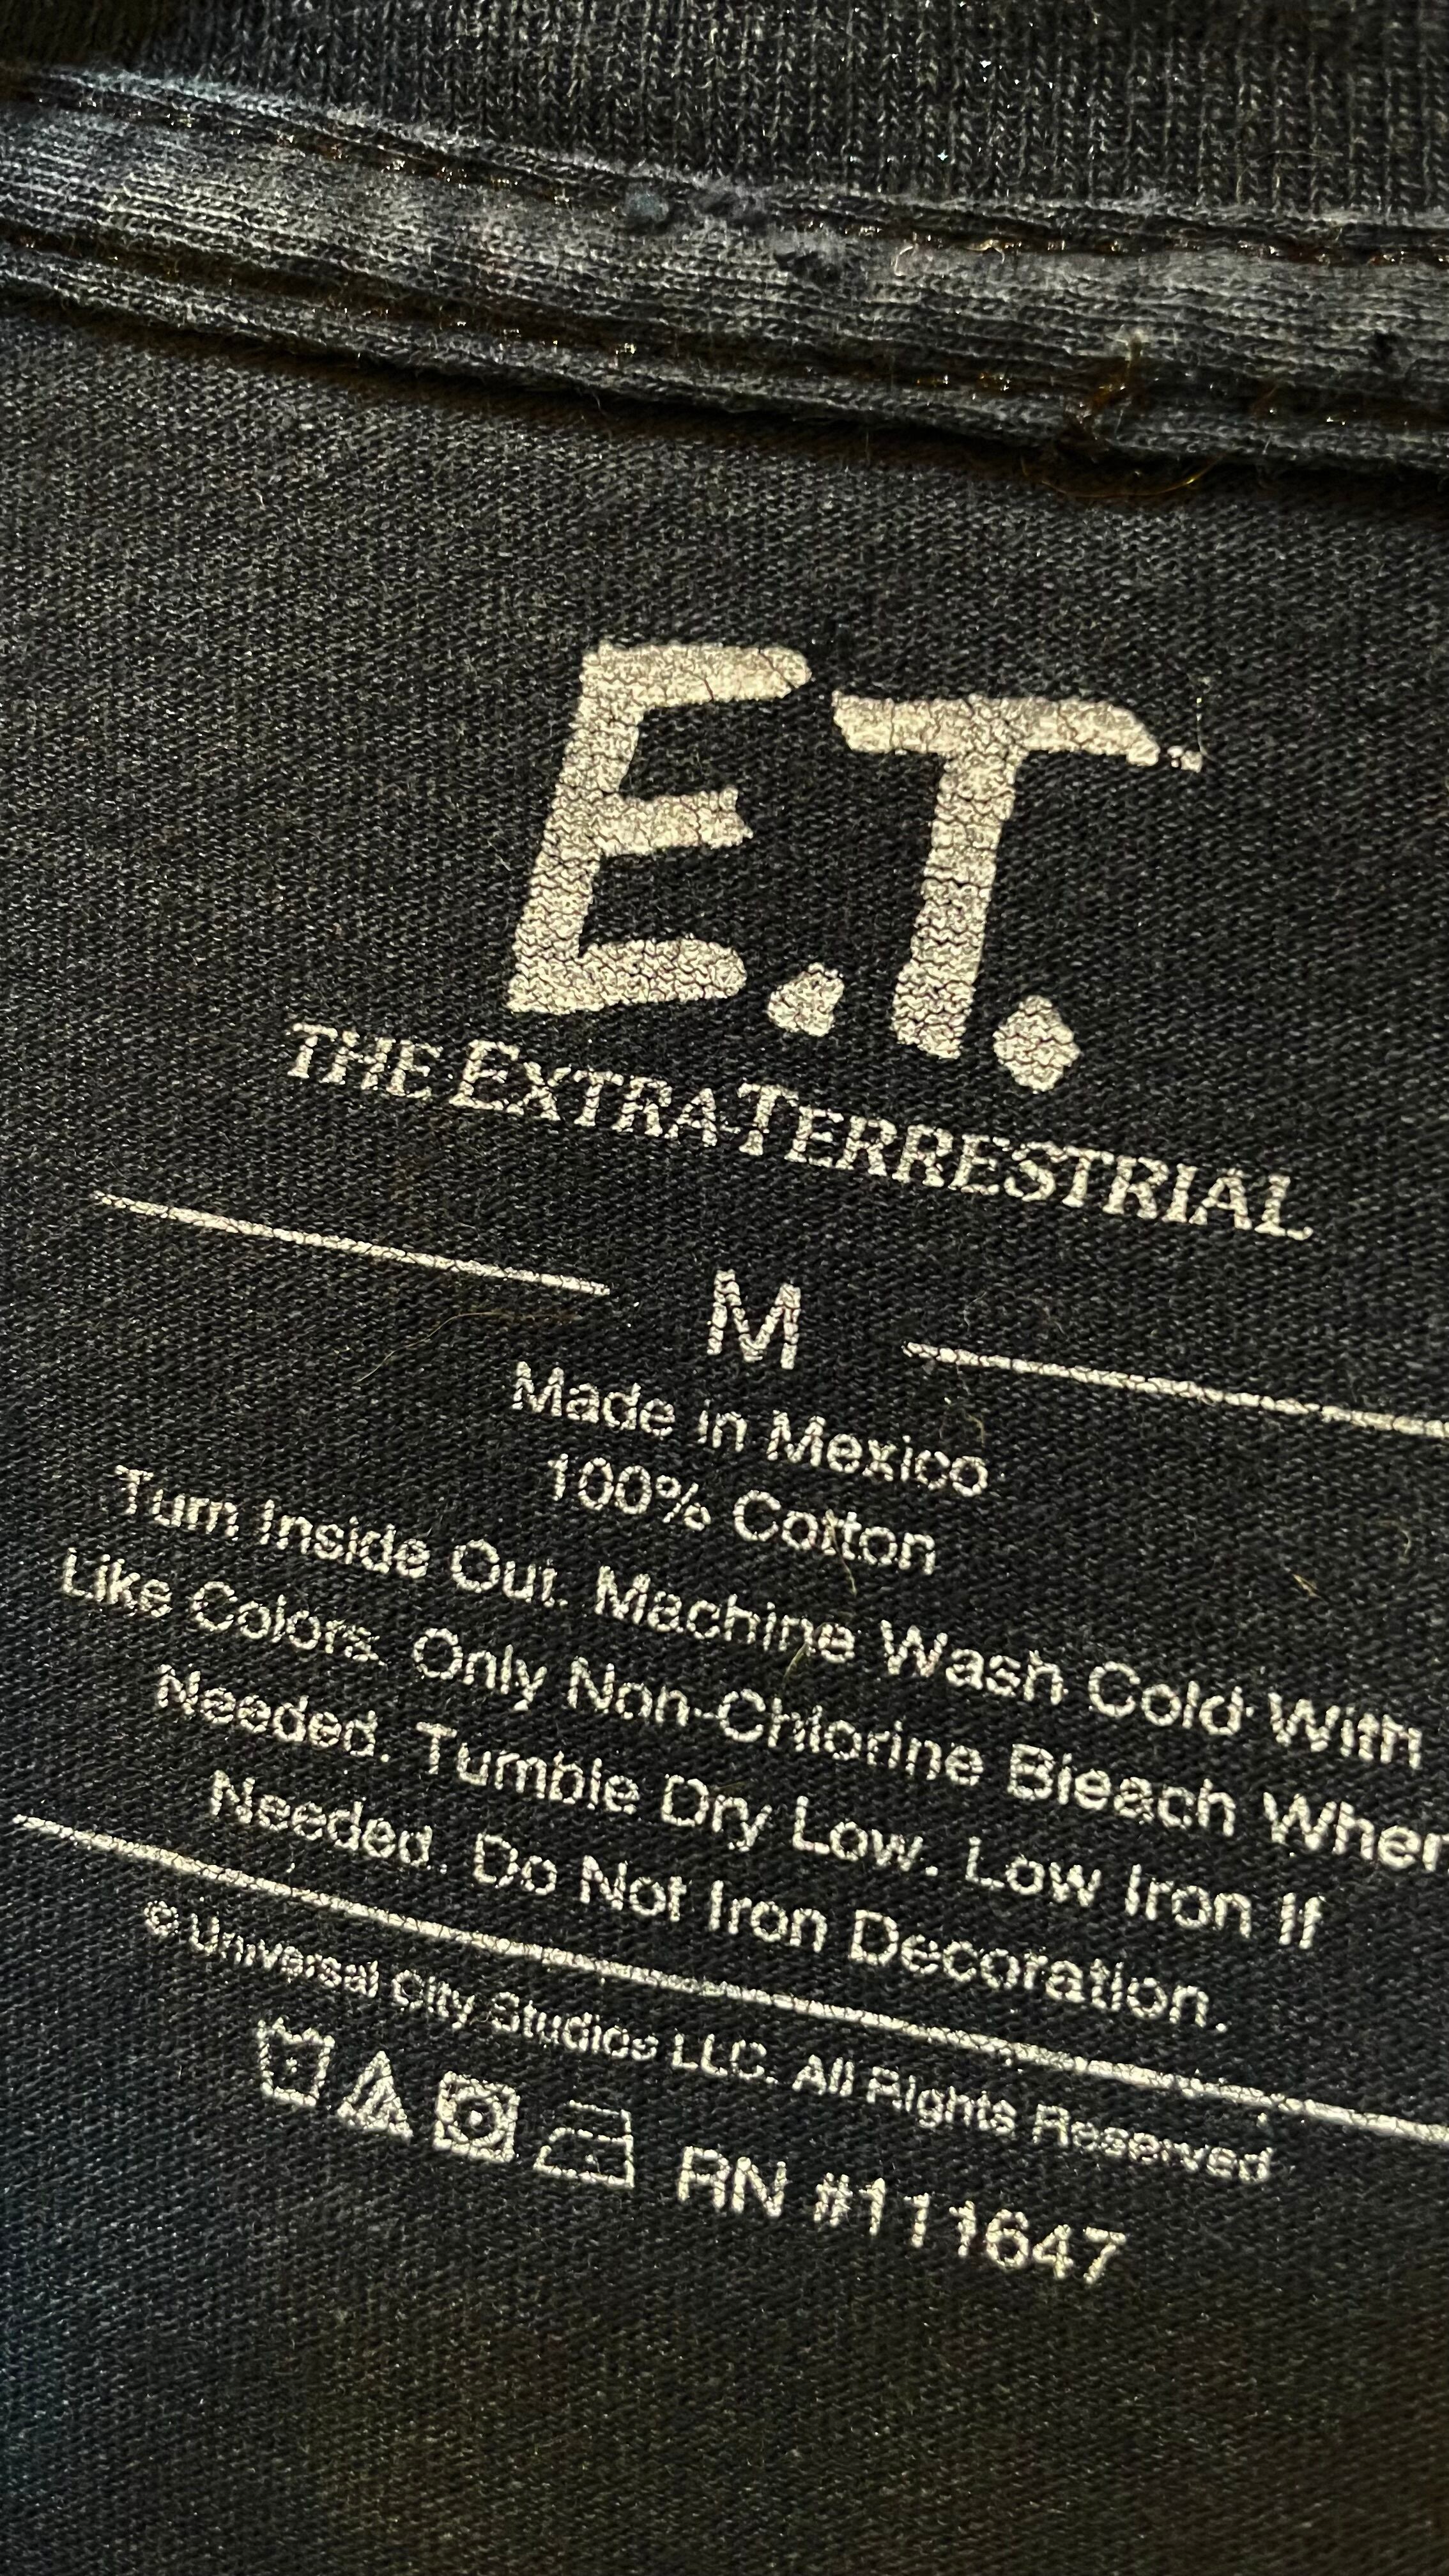 E.T.
THE EXTRA-TERRESTRIAL
M
Made in Mexico
100% Cotton
Turn Inside Out. Machine Wash Cold With
Like Colors. Only Non-Chlorine Bleach When
Needed. Tumble Dry Low. Low Iron If
Needed. Do Not Iron Decoration.
© Universal City Studios LLC. All Rights Reserved
RN #111647